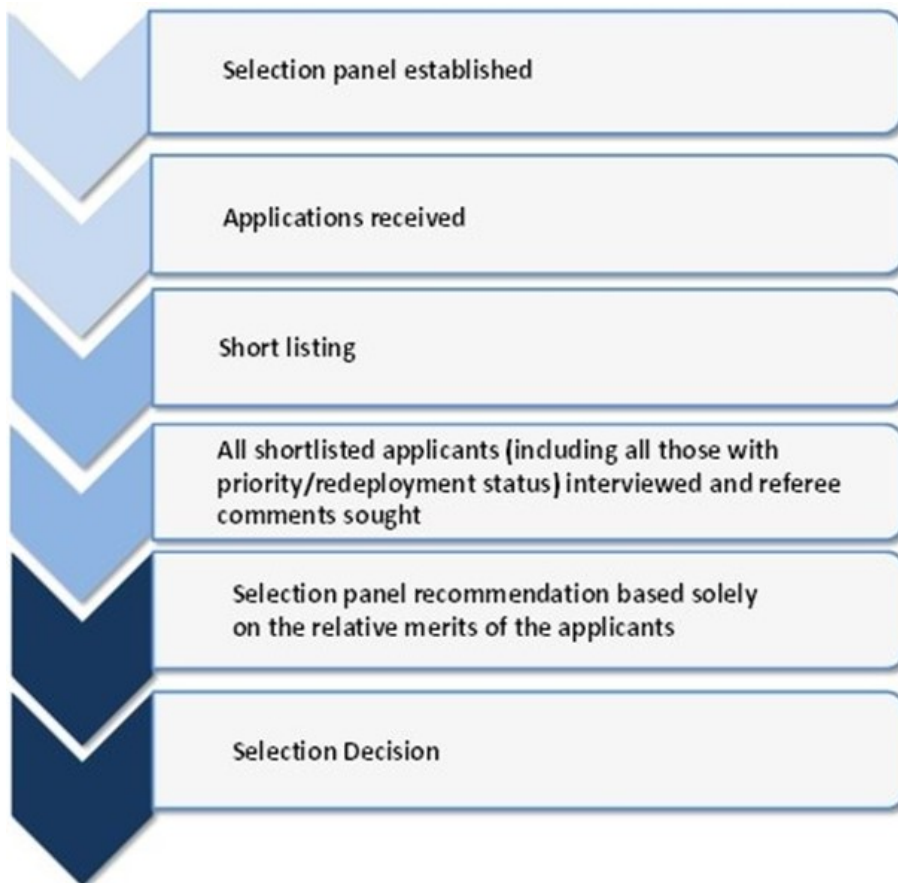 Selection panel established
Applications received
Short listing
All shortlisted applicants (including all those with
priority/redeployment status) interviewed and referee
comments sought
Selection panel recommendation based solely
on the relative merits of the applicants
Selection Decision